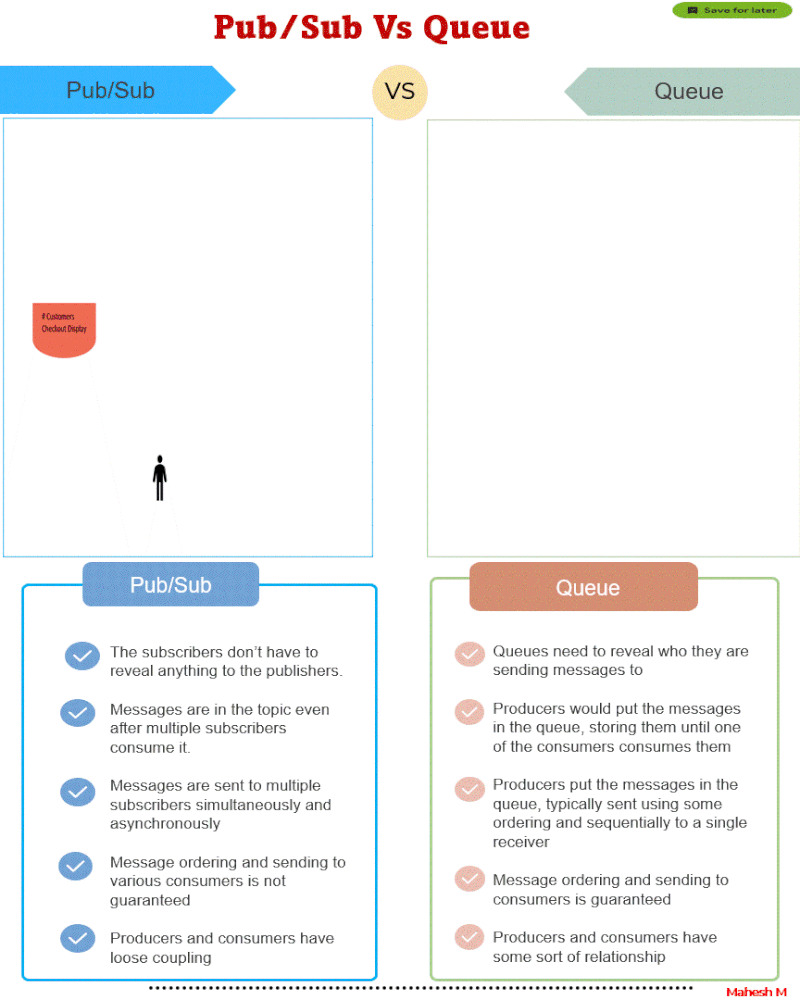 Save for later
Pub/Sub Vs Queue
Pub/Sub
VS
Queue
# Customers
Checkout Display
Pub/Sub
The subscribers don’t have to
reveal anything to the publishers.
Messages are in the topic even
after multiple subscribers
consume it.
Messages are sent to multiple
subscribers simultaneously and
asynchronously
Message ordering and sending to
various consumers is not
guaranteed
Producers and consumers have
loose coupling
Queue
Queues need to reveal who they are
sending messages to
Producers would put the messages
in the queue, storing them until one
of the consumers consumes them
Producers put the messages in the
queue, typically sent using some
ordering and sequentially to a single
receiver
Message ordering and sending to
consumers is guaranteed
Producers and consumers have
some sort of relationship
Mahesh M